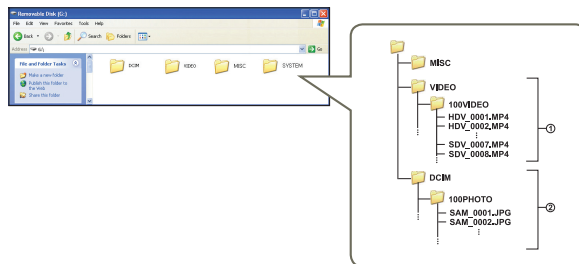 Removable Disk (G:)
File Edit View Favorites Tools Help
Back Search Folders
Address G:\ Go
File and Folder Tasks
Make a new folder
Publish this folder to the Web
Share this folder
DCIM VIDEO MISC SYSTEM
MISC
VIDEO
100VIDEO
HDV_0001.MP4
HDV_0002.MP4
SDV_0007.MP4
SDV_0008.MP4
①
DCIM
100PHOTO
SAM_0001.JPG
SAM_0002.JPG
②